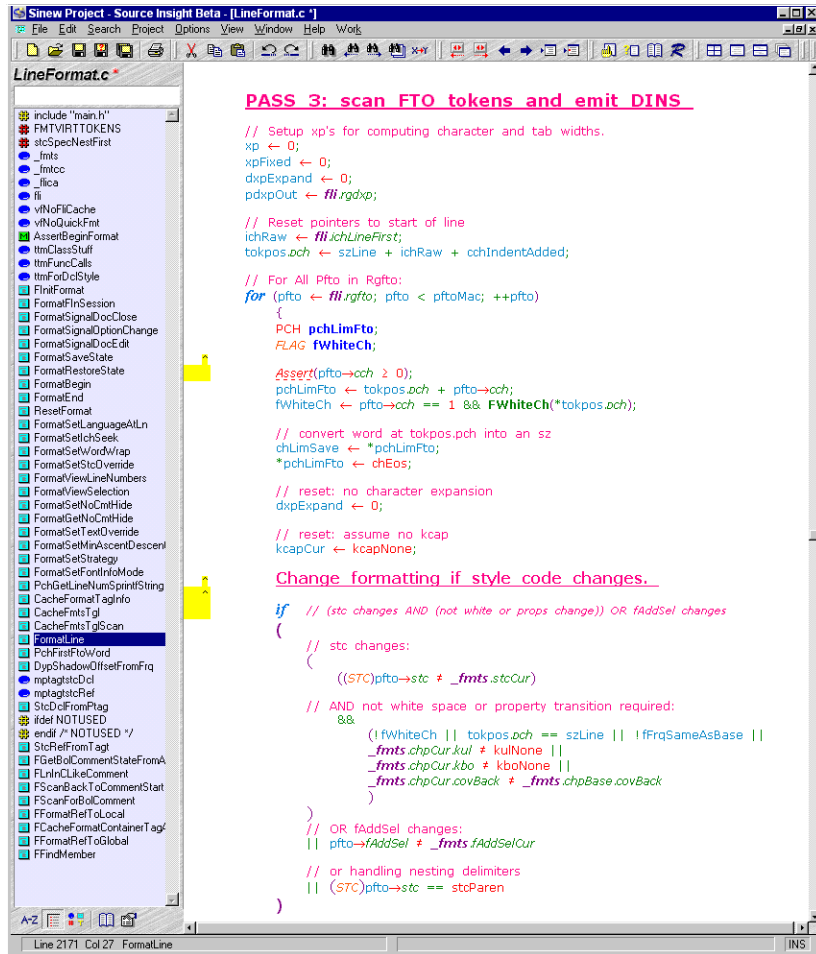 Sinew Project - Source Insight Beta - [LineFormat.c *]
File Edit Search Project Options View Window Help Work
LineFormat.c *
include "main.h"
FMTVIRTTOKENS
stcSpecNestFirst
_fmts
_fmtcc
_flica
fli
vfNoFliCache
vfNoQuickFmt
AssertBeginFormat
ttmClassStuff
ttmFuncCalls
ttmForDclStyle
FInitFormat
FormatFInSession
FormatSignalDocClose
FormatSignalOptionChange
FormatSignalDocEdit
FormatSaveState
FormatRestoreState
FormatBegin
FormatEnd
ResetFormat
FormatSetLanguageAtLn
FormatSetIchSeek
FormatSetWordWrap
FormatSetStcOverride
FormatViewLineNumbers
FormatViewSelection
FormatSetNoCmtHide
FormatGetNoCmtHide
FormatSetTextOverride
FormatSetMinAscentDescent
FormatSetStrategy
FormatSetFontInfoMode
PchGetLineNumSprintfString
CacheFormatTagInfo
CacheFmtsTgl
CacheFmtsTglScan
FormatLine
PchFirstFtoWord
DypShadowOffsetFromFrq
mptagtstcDcl
mptagtstcRef
StcDclFromPtag
ifdef NOTUSED
endif /* NOTUSED */
StcRefFromTagt
FGetBolCommentStateFromA
FLnInCLikeComment
FScanBackToCommentStart
FScanForBolComment
FFormatRefToLocal
FCacheFormatContainerTagA
FFormatRefToGlobal
FFindMember
A-Z
PASS 3: scan FTO tokens and emit DINS
// Setup xp's for computing character and tab widths.
xp ← 0;
xpFixed ← 0;
dxpExpand ← 0;
pdxpOut ← fli.rgdxp;
// Reset pointers to start of line
ichRaw ← fli.ichLineFirst;
tokpos.pch ← szLine + ichRaw + cchIndentAdded;
// For All Pfto in Rgfto:
for (pfto ← fli.rgfto; pfto < pftoMac; ++pfto)
{
PCH pchLimFto;
FLAG fWhiteCh;
Assert(pfto→cch ≥ 0);
pchLimFto ← tokpos.pch + pfto→cch;
fWhiteCh ← pfto→cch == 1 && FWhiteCh(*tokpos.pch);
// convert word at tokpos.pch into an sz
chLimSave ← *pchLimFto;
*pchLimFto ← chEos;
// reset: no character expansion
dxpExpand ← 0;
// reset: assume no kcap
kcapCur ← kcapNone;
Change formatting if style code changes.
if // (stc changes AND (not white or props change)) OR fAddSel changes
(
// stc changes:
(
((STC)pfto→stc ≠ _fmts.stcCur)
// AND not white space or property transition required:
&&
(!fWhiteCh || tokpos.pch == szLine || !fFrqSameAsBase ||
_fmts.chpCur.kul ≠ kulNone ||
_fmts.chpCur.kbo ≠ kboNone ||
_fmts.chpCur.covBack ≠ _fmts.chpBase.covBack
)
)
// OR fAddSel changes:
|| pfto→fAddSel ≠ _fmts.fAddSelCur
// or handling nesting delimiters
|| (STC)pfto→stc == stcParen
)
Line 2171 Col 27 FormatLine
INS